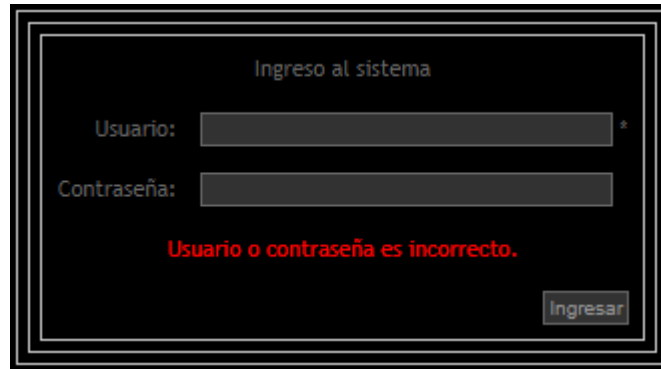 Ingreso al sistema
Usuario: *
Contraseña:
Usuario o contraseña es incorrecto.
Ingresar